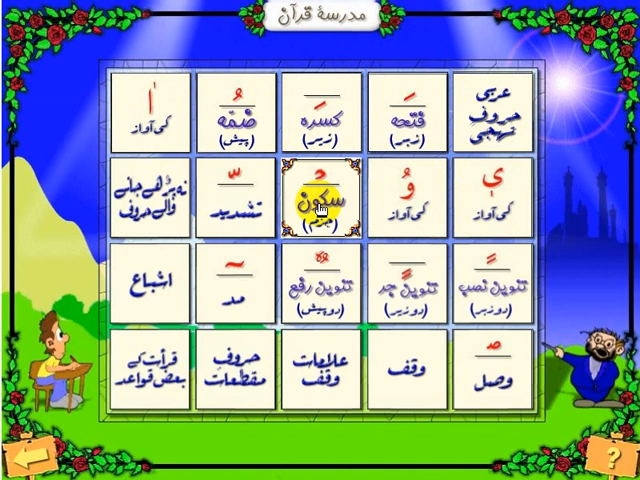 مدرسۂ قرآن
عربی
حروف
تہجی
فتحہ
(زبر)
کسرہ
(زیر)
ضمّہ
(پیش)
کی آواز
ي
کی آواز
وُ
کی آواز
سکون
(جزم)
تشدید
نہ پڑھے جانے
والے حروف
تنوین نصب
(دو زبر)
تنوین جر
(دو زیر)
تنوین رفع
(دو پیش)
مد
اشباع
وصل
وقف
علامات
وقف
حروف
مقطعات
قرأت کے
بعض قواعد
?